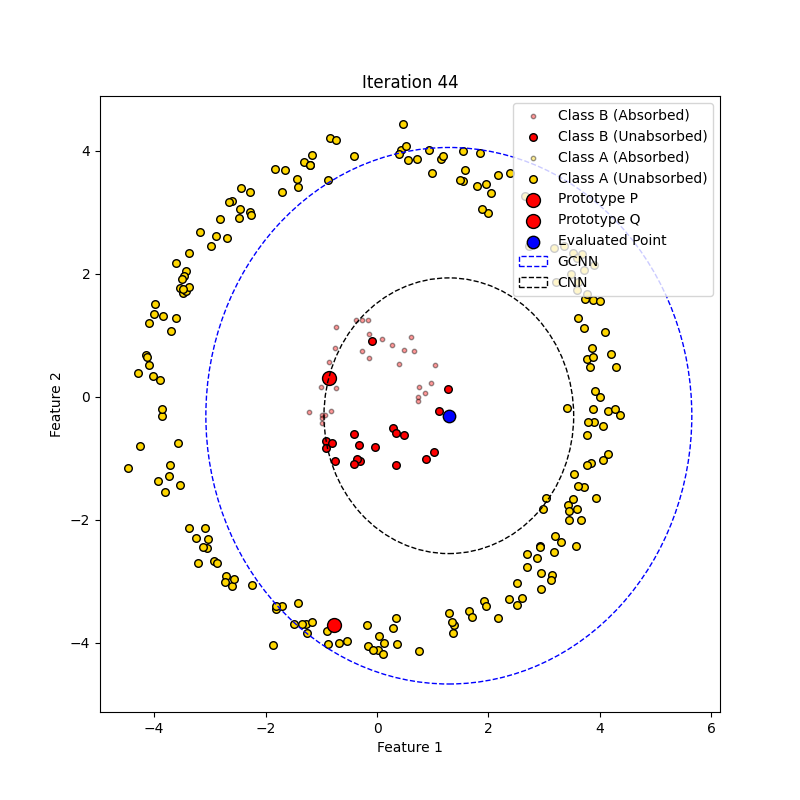 Iteration 44
Class B (Absorbed)
Class B (Unabsorbed)
Class A (Absorbed)
Class A (Unabsorbed)
Prototype P
Prototype Q
Evaluated Point
GCNN
CNN
4
2
0
−2
−4
Feature 2
−4 −2 0 2 4 6
Feature 1